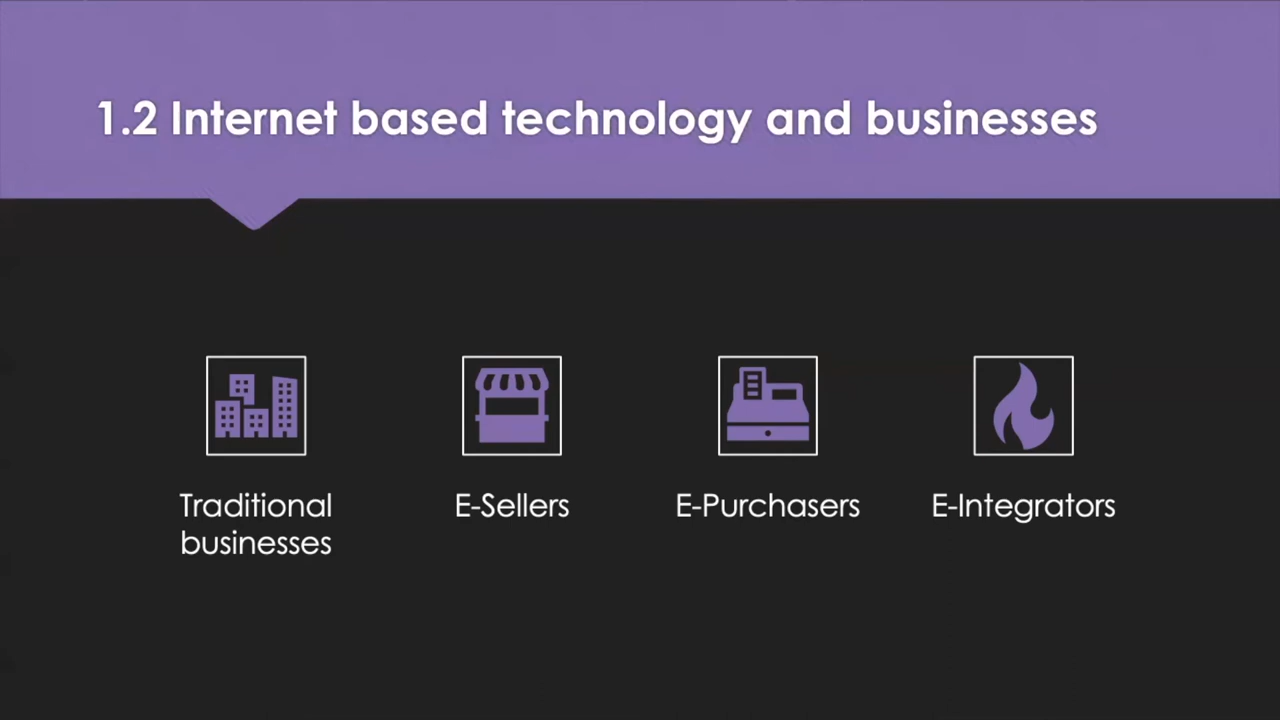 1.2 Internet based technology and businesses
Traditional
businesses
E-Sellers
E-Purchasers
E-Integrators